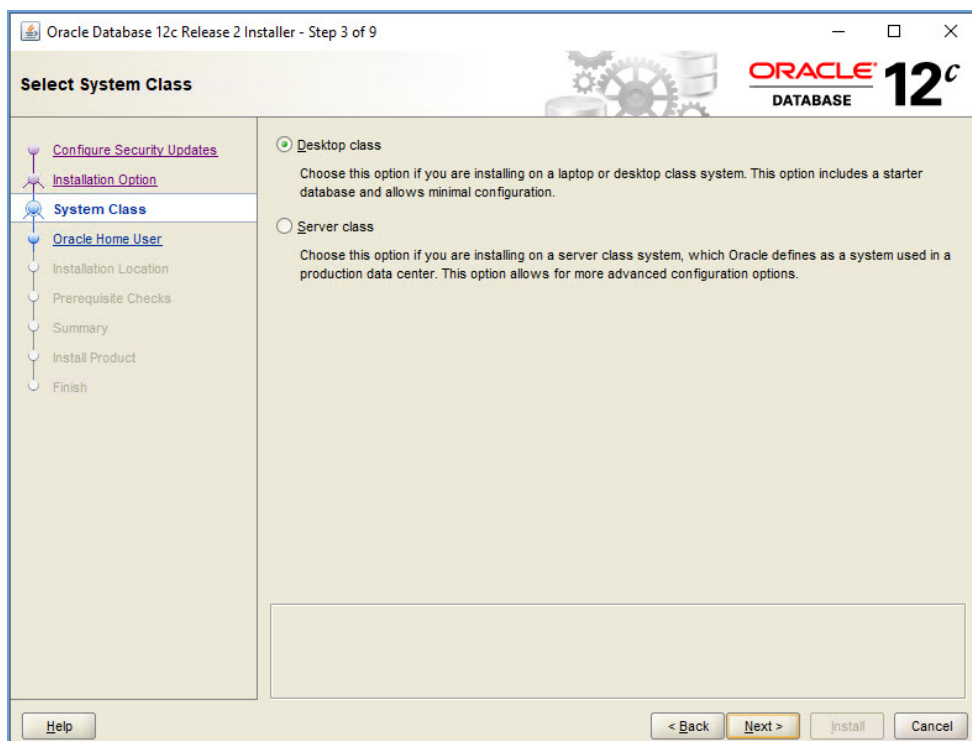 Oracle Database 12c Release 2 Installer - Step 3 of 9
Select System Class
ORACLE®
DATABASE
12c
Configure Security Updates
Installation Option
System Class
Oracle Home User
Installation Location
Prerequisite Checks
Summary
Install Product
Finish
Desktop class
Choose this option if you are installing on a laptop or desktop class system. This option includes a starter
database and allows minimal configuration.
Server class
Choose this option if you are installing on a server class system, which Oracle defines as a system used in a
production data center. This option allows for more advanced configuration options.
Help
< Back
Next >
Install
Cancel